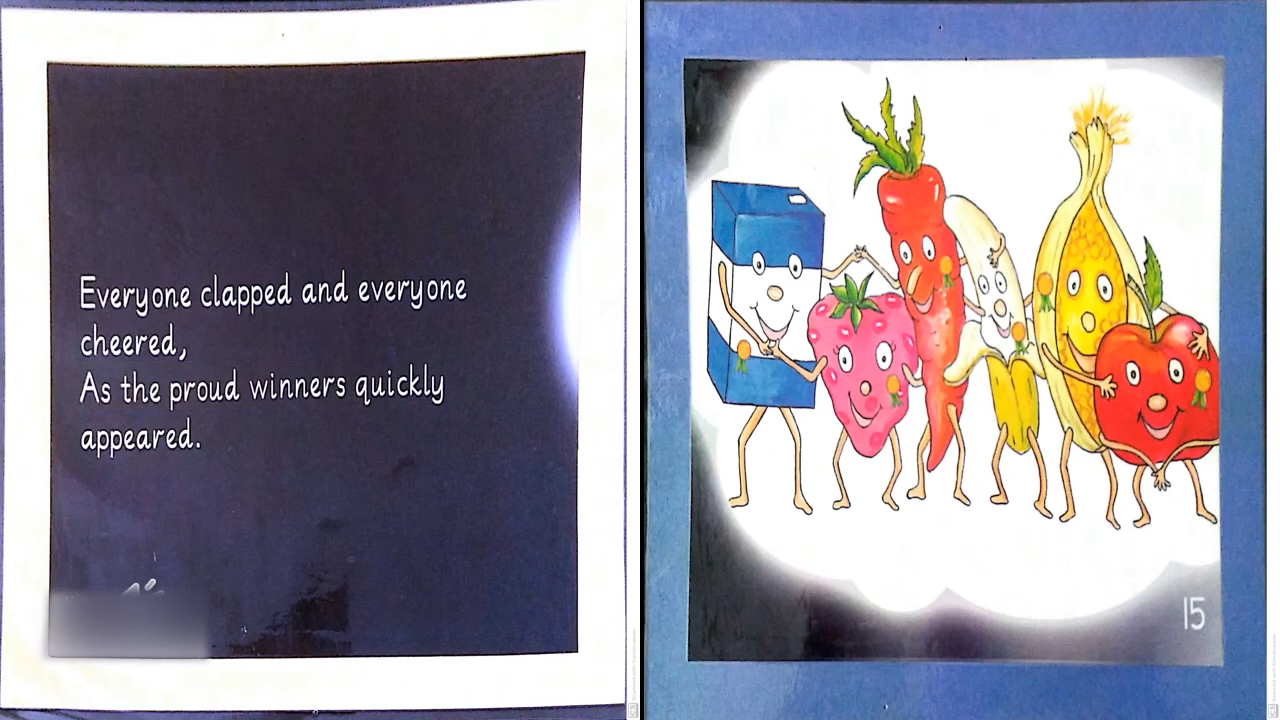 Everyone clapped and everyone
cheered,
As the proud winners quickly
appeared.
15